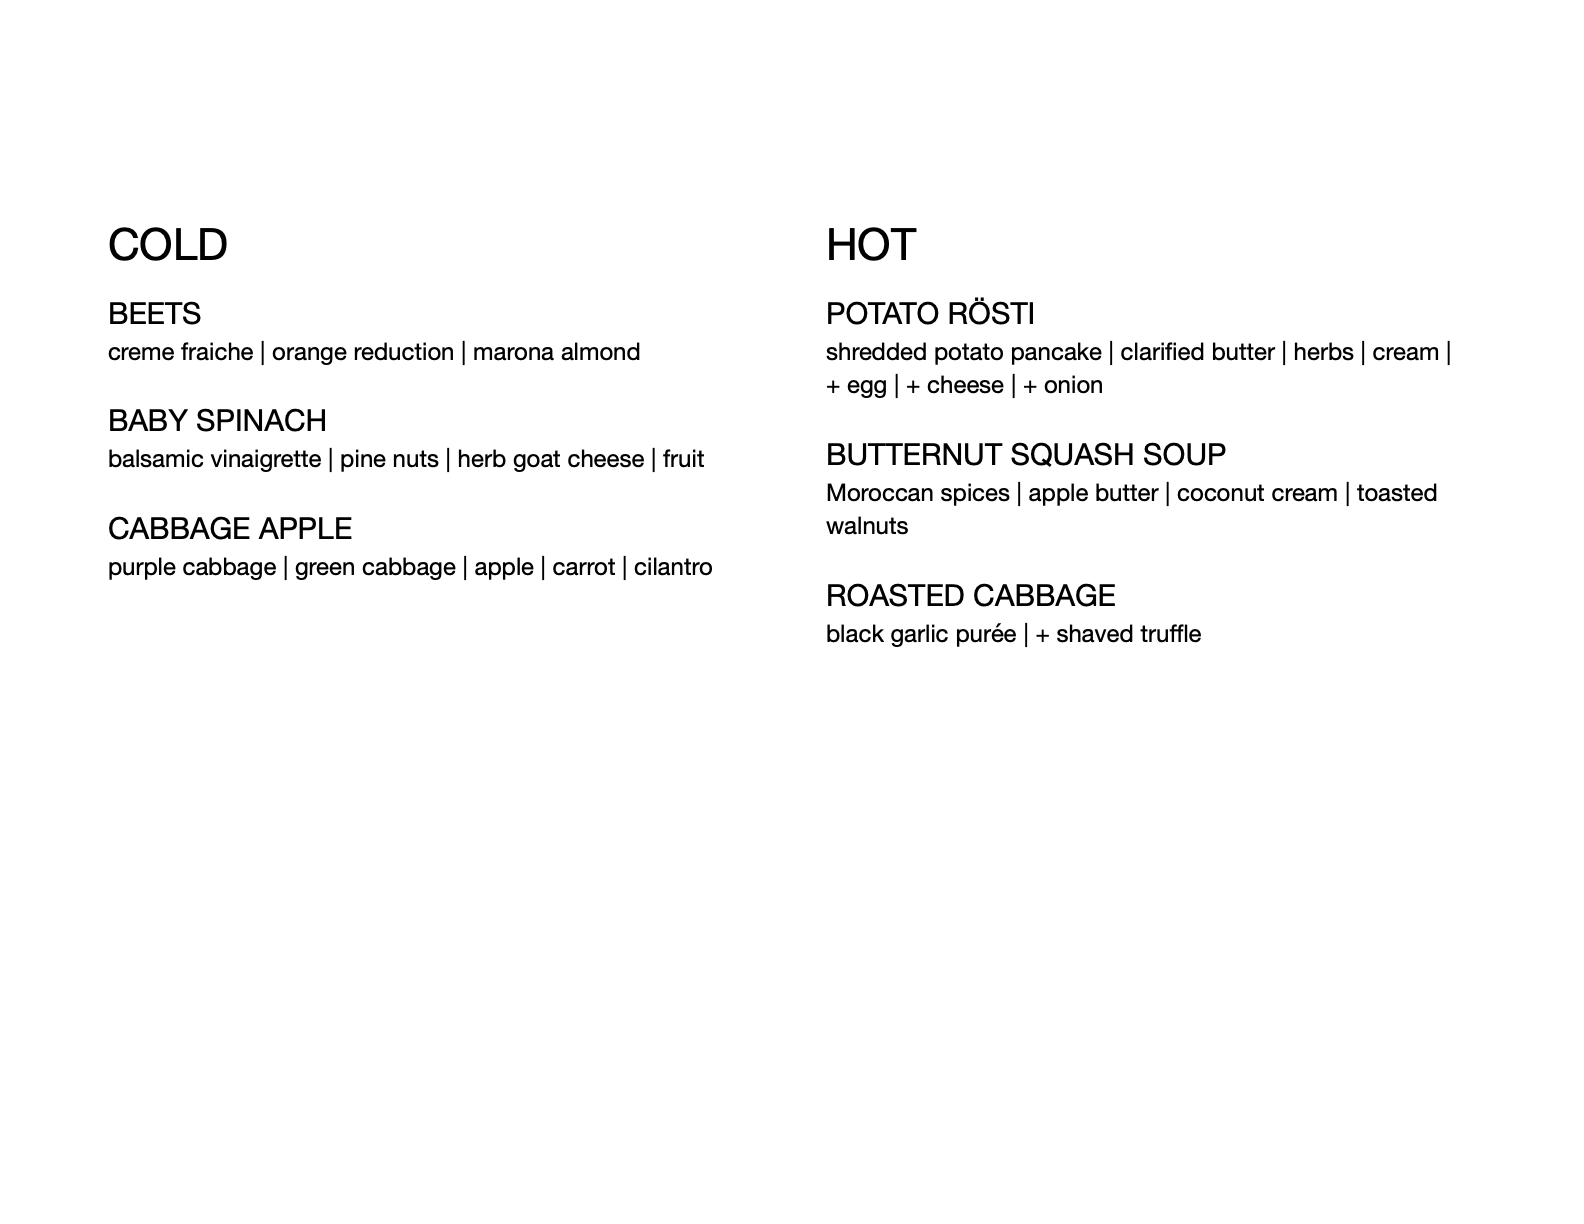 COLD
BEETS
creme fraiche | orange reduction | marona almond
BABY SPINACH
balsamic vinaigrette | pine nuts | herb goat cheese | fruit
CABBAGE APPLE
purple cabbage | green cabbage | apple | carrot | cilantro
HOT
POTATO RÖSTI
shredded potato pancake | clarified butter | herbs | cream |
+ egg | + cheese | + onion
BUTTERNUT SQUASH SOUP
Moroccan spices | apple butter | coconut cream | toasted
walnuts
ROASTED CABBAGE
black garlic purée | + shaved truffle